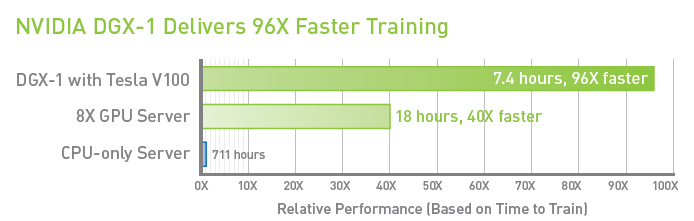 NVIDIA DGX-1 Delivers 96X Faster Training
DGX-1 with Tesla V100
7.4 hours, 96X faster
8X GPU Server
18 hours, 40X faster
CPU-only Server
711 hours
0X 10X 20X 30X 40X 50X 60X 70X 80X 90X 100X
Relative Performance (Based on Time to Train)